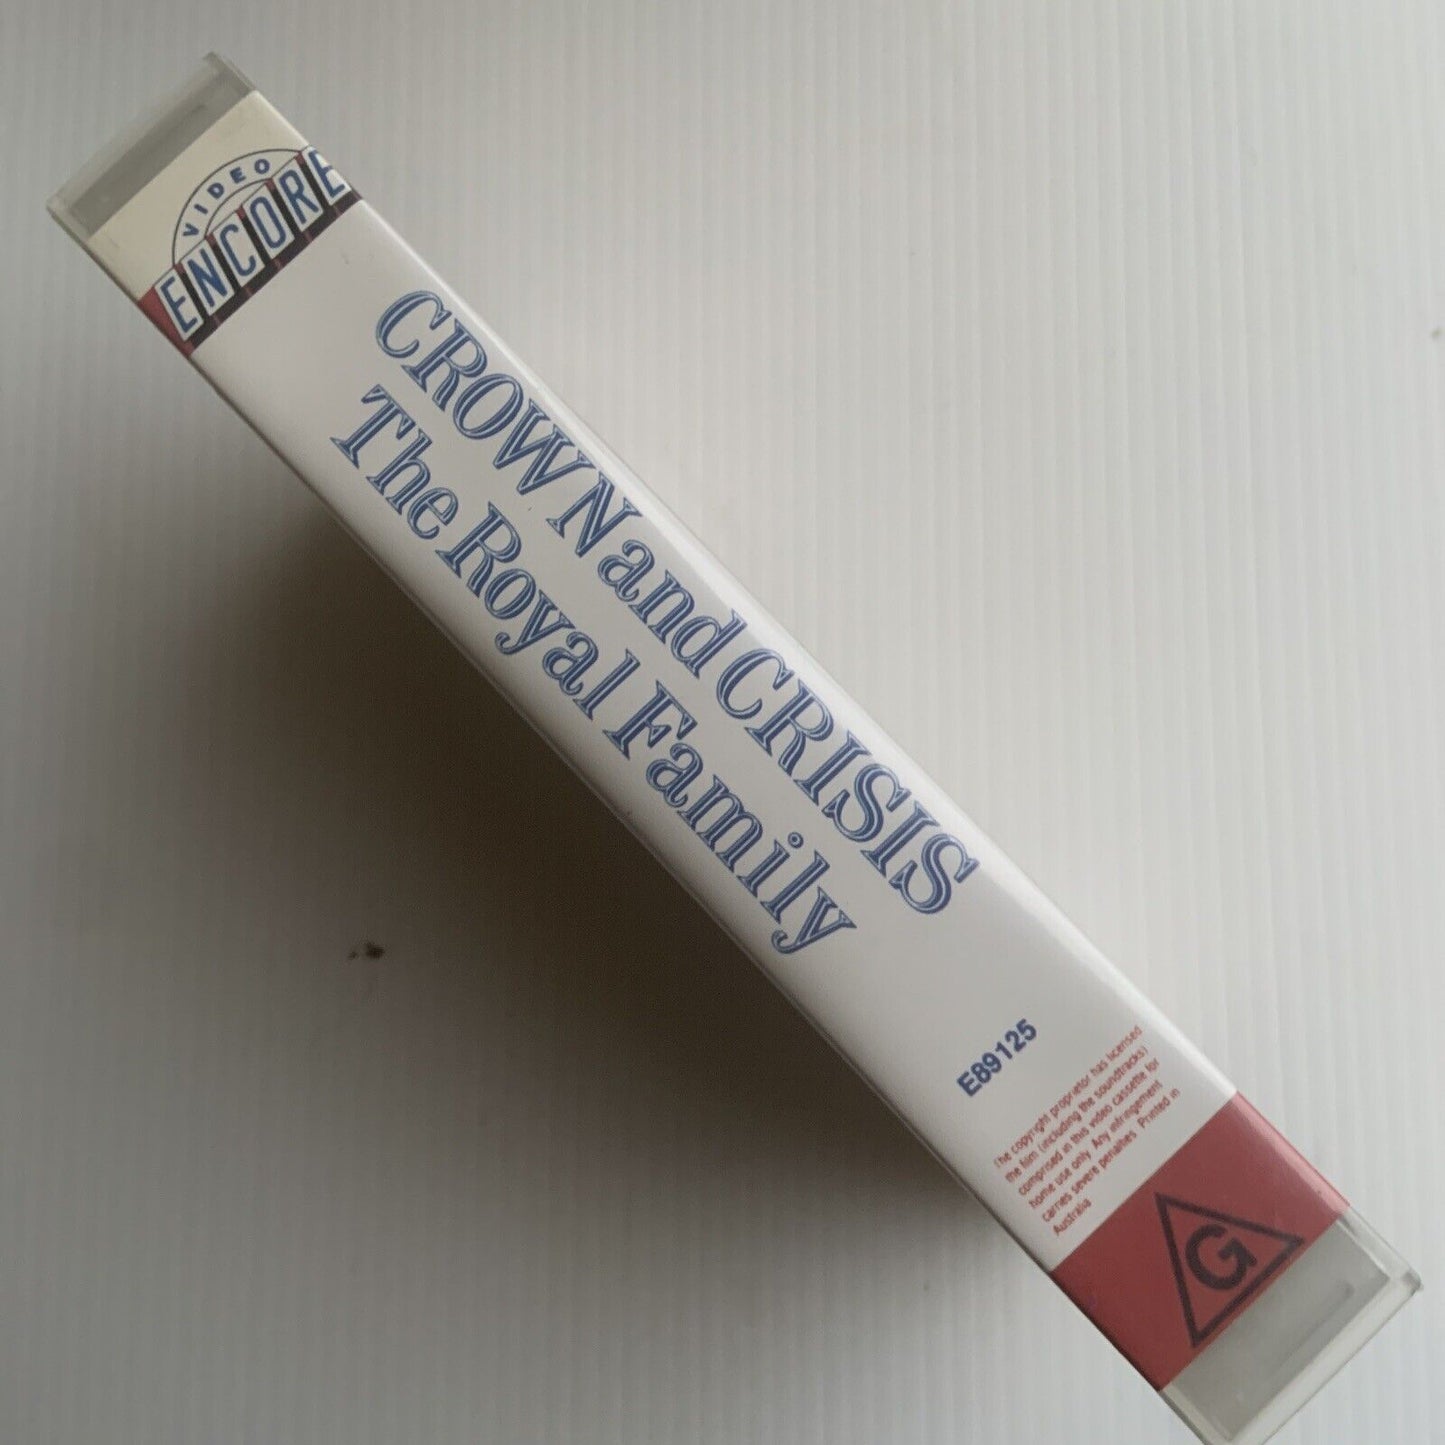 VIDEO
ENCORE
CROWN and CRISIS
The Royal Family
E89125
The copyright proprietor has licensed
the film (including the soundtracks)
comprised in this video cassette for
home use only. Any infringement
carries severe penalties. Printed in
Australia
G